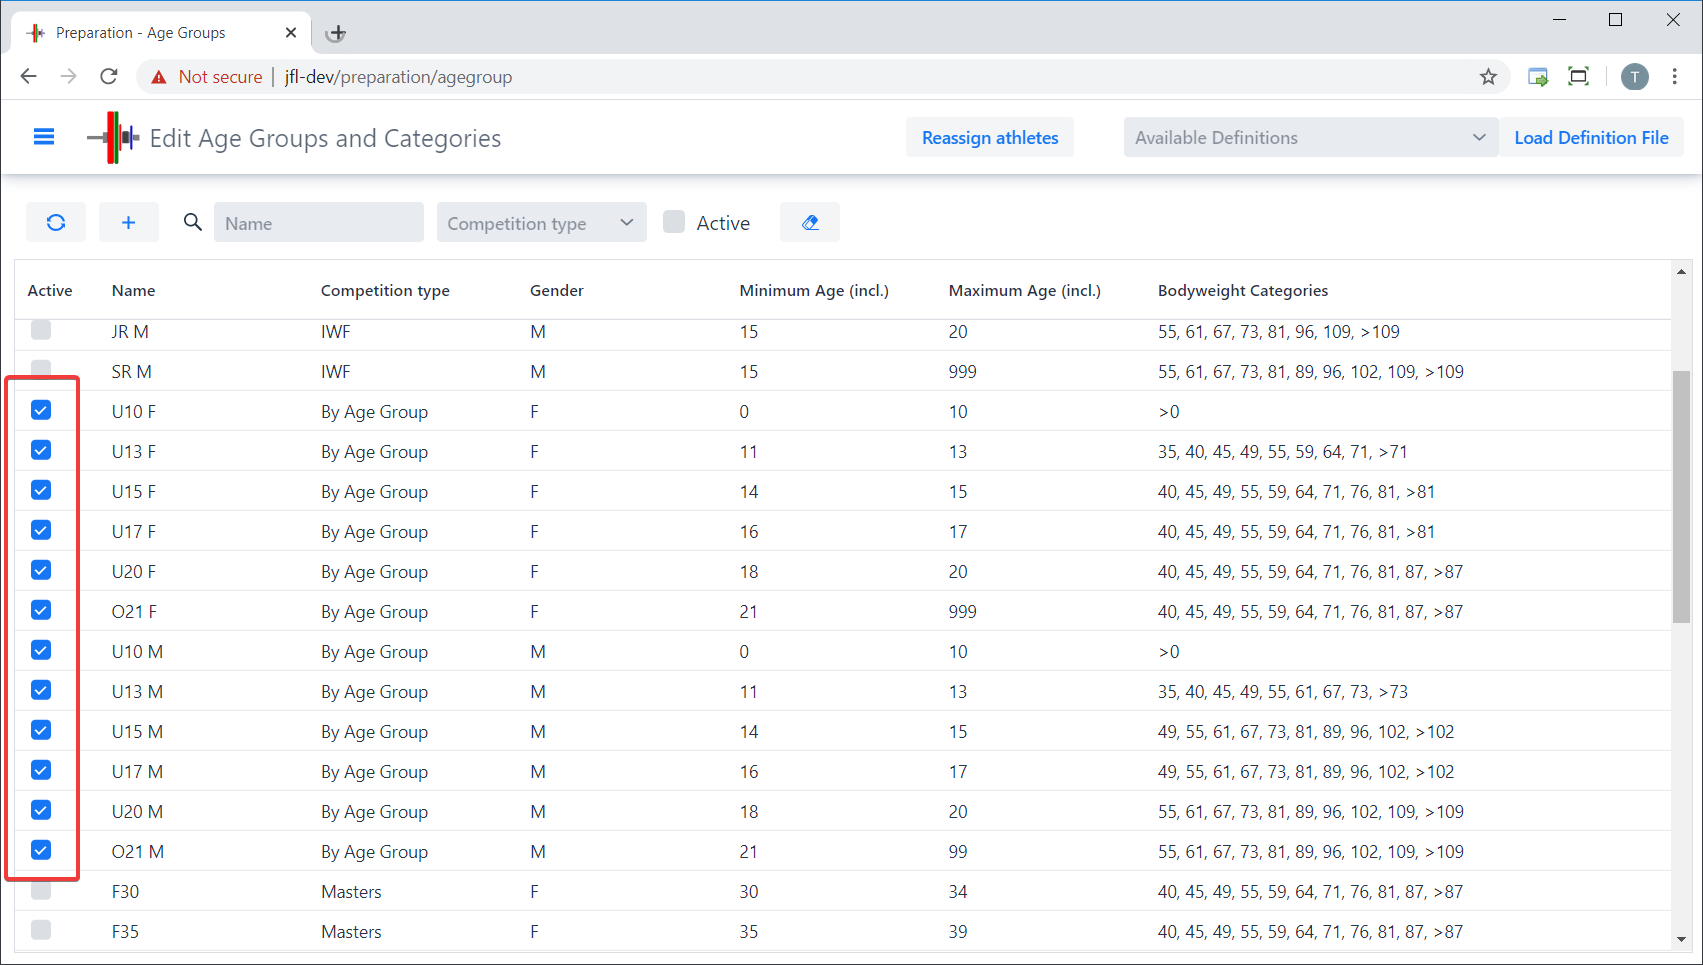 Preparation - Age Groups
Not secure | jfl-dev/preparation/agegroup
T
Edit Age Groups and Categories
Reassign athletes
Available Definitions
Load Definition File
Name
Competition type
Active
Active Name Competition type Gender Minimum Age (incl.) Maximum Age (incl.) Bodyweight Categories
JR M IWF M 15 20 55, 61, 67, 73, 81, 96, 109, >109
SR M IWF M 15 999 55, 61, 67, 73, 81, 89, 96, 102, 109, >109
U10 F By Age Group F 0 10 >0
U13 F By Age Group F 11 13 35, 40, 45, 49, 55, 59, 64, 71, >71
U15 F By Age Group F 14 15 40, 45, 49, 55, 59, 64, 71, 76, 81, >81
U17 F By Age Group F 16 17 40, 45, 49, 55, 59, 64, 71, 76, 81, >81
U20 F By Age Group F 18 20 40, 45, 49, 55, 59, 64, 71, 76, 81, 87, >87
O21 F By Age Group F 21 999 40, 45, 49, 55, 59, 64, 71, 76, 81, 87, >87
U10 M By Age Group M 0 10 >0
U13 M By Age Group M 11 13 35, 40, 45, 49, 55, 61, 67, 73, >73
U15 M By Age Group M 14 15 49, 55, 61, 67, 73, 81, 89, 96, 102, >102
U17 M By Age Group M 16 17 49, 55, 61, 67, 73, 81, 89, 96, 102, >102
U20 M By Age Group M 18 20 55, 61, 67, 73, 81, 89, 96, 102, 109, >109
O21 M By Age Group M 21 99 55, 61, 67, 73, 81, 89, 96, 102, 109, >109
F30 Masters F 30 34 40, 45, 49, 55, 59, 64, 71, 76, 81, 87, >87
F35 Masters F 35 39 40, 45, 49, 55, 59, 64, 71, 76, 81, 87, >87